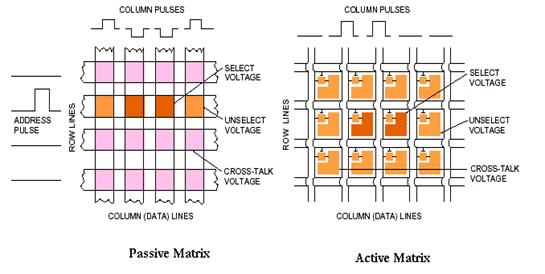 COLUMN PULSES
SELECT
VOLTAGE
ADDRESS
PULSE
ROW LINES
UNSELECT
VOLTAGE
CROSS-TALK
VOLTAGE
COLUMN (DATA) LINES
Passive Matrix
COLUMN PULSES
SELECT
VOLTAGE
ROW LINES
UNSELECT
VOLTAGE
CROSS-TALK
VOLTAGE
COLUMN (DATA) LINES
Active Matrix